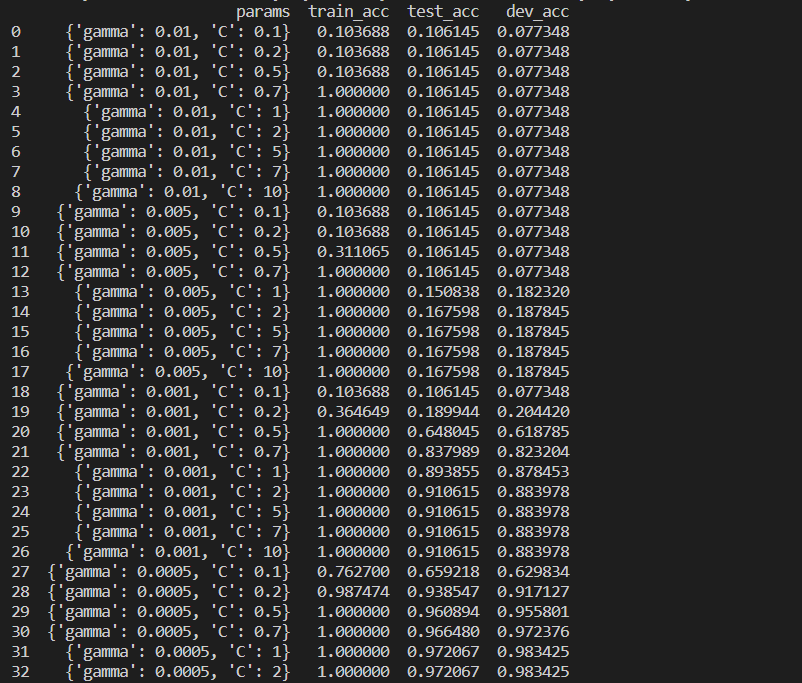 params train_acc test_acc dev_acc
0 {'gamma': 0.01, 'C': 0.1} 0.103688 0.106145 0.077348
1 {'gamma': 0.01, 'C': 0.2} 0.103688 0.106145 0.077348
2 {'gamma': 0.01, 'C': 0.5} 0.103688 0.106145 0.077348
3 {'gamma': 0.01, 'C': 0.7} 1.000000 0.106145 0.077348
4 {'gamma': 0.01, 'C': 1} 1.000000 0.106145 0.077348
5 {'gamma': 0.01, 'C': 2} 1.000000 0.106145 0.077348
6 {'gamma': 0.01, 'C': 5} 1.000000 0.106145 0.077348
7 {'gamma': 0.01, 'C': 7} 1.000000 0.106145 0.077348
8 {'gamma': 0.01, 'C': 10} 1.000000 0.106145 0.077348
9 {'gamma': 0.005, 'C': 0.1} 0.103688 0.106145 0.077348
10 {'gamma': 0.005, 'C': 0.2} 0.103688 0.106145 0.077348
11 {'gamma': 0.005, 'C': 0.5} 0.311065 0.106145 0.077348
12 {'gamma': 0.005, 'C': 0.7} 1.000000 0.106145 0.077348
13 {'gamma': 0.005, 'C': 1} 1.000000 0.150838 0.182320
14 {'gamma': 0.005, 'C': 2} 1.000000 0.167598 0.187845
15 {'gamma': 0.005, 'C': 5} 1.000000 0.167598 0.187845
16 {'gamma': 0.005, 'C': 7} 1.000000 0.167598 0.187845
17 {'gamma': 0.005, 'C': 10} 1.000000 0.167598 0.187845
18 {'gamma': 0.001, 'C': 0.1} 0.103688 0.106145 0.077348
19 {'gamma': 0.001, 'C': 0.2} 0.364649 0.189944 0.204420
20 {'gamma': 0.001, 'C': 0.5} 1.000000 0.648045 0.618785
21 {'gamma': 0.001, 'C': 0.7} 1.000000 0.837989 0.823204
22 {'gamma': 0.001, 'C': 1} 1.000000 0.893855 0.878453
23 {'gamma': 0.001, 'C': 2} 1.000000 0.910615 0.883978
24 {'gamma': 0.001, 'C': 5} 1.000000 0.910615 0.883978
25 {'gamma': 0.001, 'C': 7} 1.000000 0.910615 0.883978
26 {'gamma': 0.001, 'C': 10} 1.000000 0.910615 0.883978
27 {'gamma': 0.0005, 'C': 0.1} 0.762700 0.659218 0.629834
28 {'gamma': 0.0005, 'C': 0.2} 0.987474 0.938547 0.917127
29 {'gamma': 0.0005, 'C': 0.5} 1.000000 0.960894 0.955801
30 {'gamma': 0.0005, 'C': 0.7} 1.000000 0.966480 0.972376
31 {'gamma': 0.0005, 'C': 1} 1.000000 0.972067 0.983425
32 {'gamma': 0.0005, 'C': 2} 1.000000 0.972067 0.983425